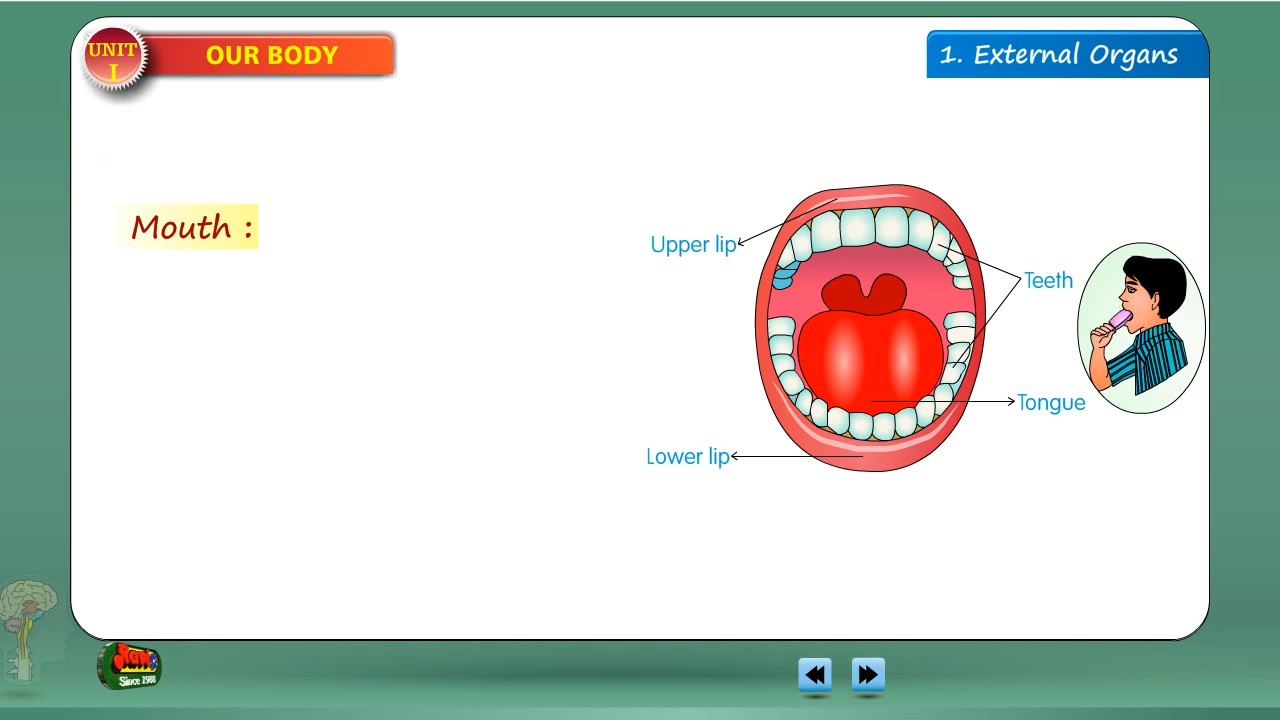 UNIT
I
OUR BODY
1. External Organs
Mouth :
Upper lip
Teeth
Tongue
Lower lip
Since 1988